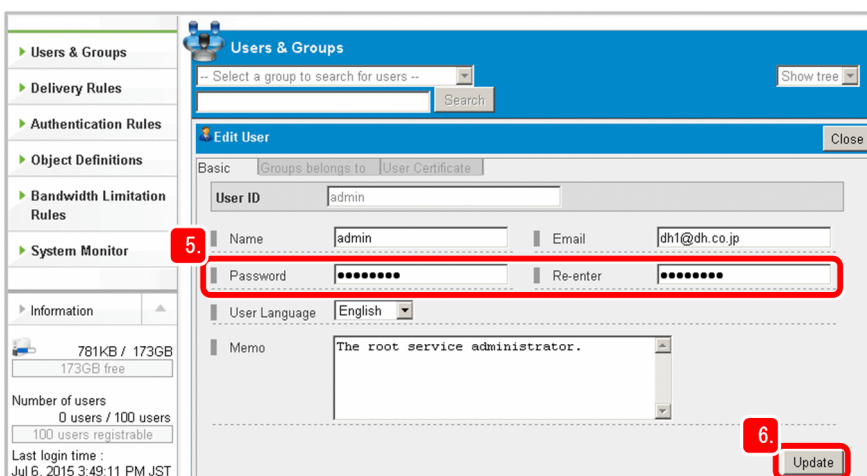 Users & Groups
Delivery Rules
Authentication Rules
Object Definitions
Bandwidth Limitation
Rules
System Monitor
Information
781KB / 173GB
173GB free
Number of users
0 users / 100 users
100 users registrable
Last login time :
Jul 6, 2015 3:49:11 PM JST
Users & Groups
-- Select a group to search for users --
Show tree
Search
Edit User
Close
Basic Groups belongs to User Certificate
User ID admin
5.
Name admin Email dh1@dh.co.jp
Password ●●●●●●●● Re-enter ●●●●●●●●
User Language English
Memo The root service administrator.
6.
Update